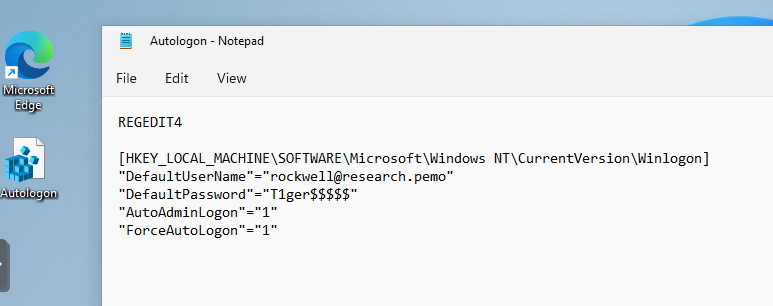 Autologon - Notepad
File Edit View
Microsoft
Edge
Autologon
REGEDIT4
[HKEY_LOCAL_MACHINE\SOFTWARE\Microsoft\Windows NT\CurrentVersion\Winlogon]
"DefaultUserName"="rockwell@research.pemo"
"DefaultPassword"="T1ger$$$$$"
"AutoAdminLogon"="1"
"ForceAutoLogon"="1"